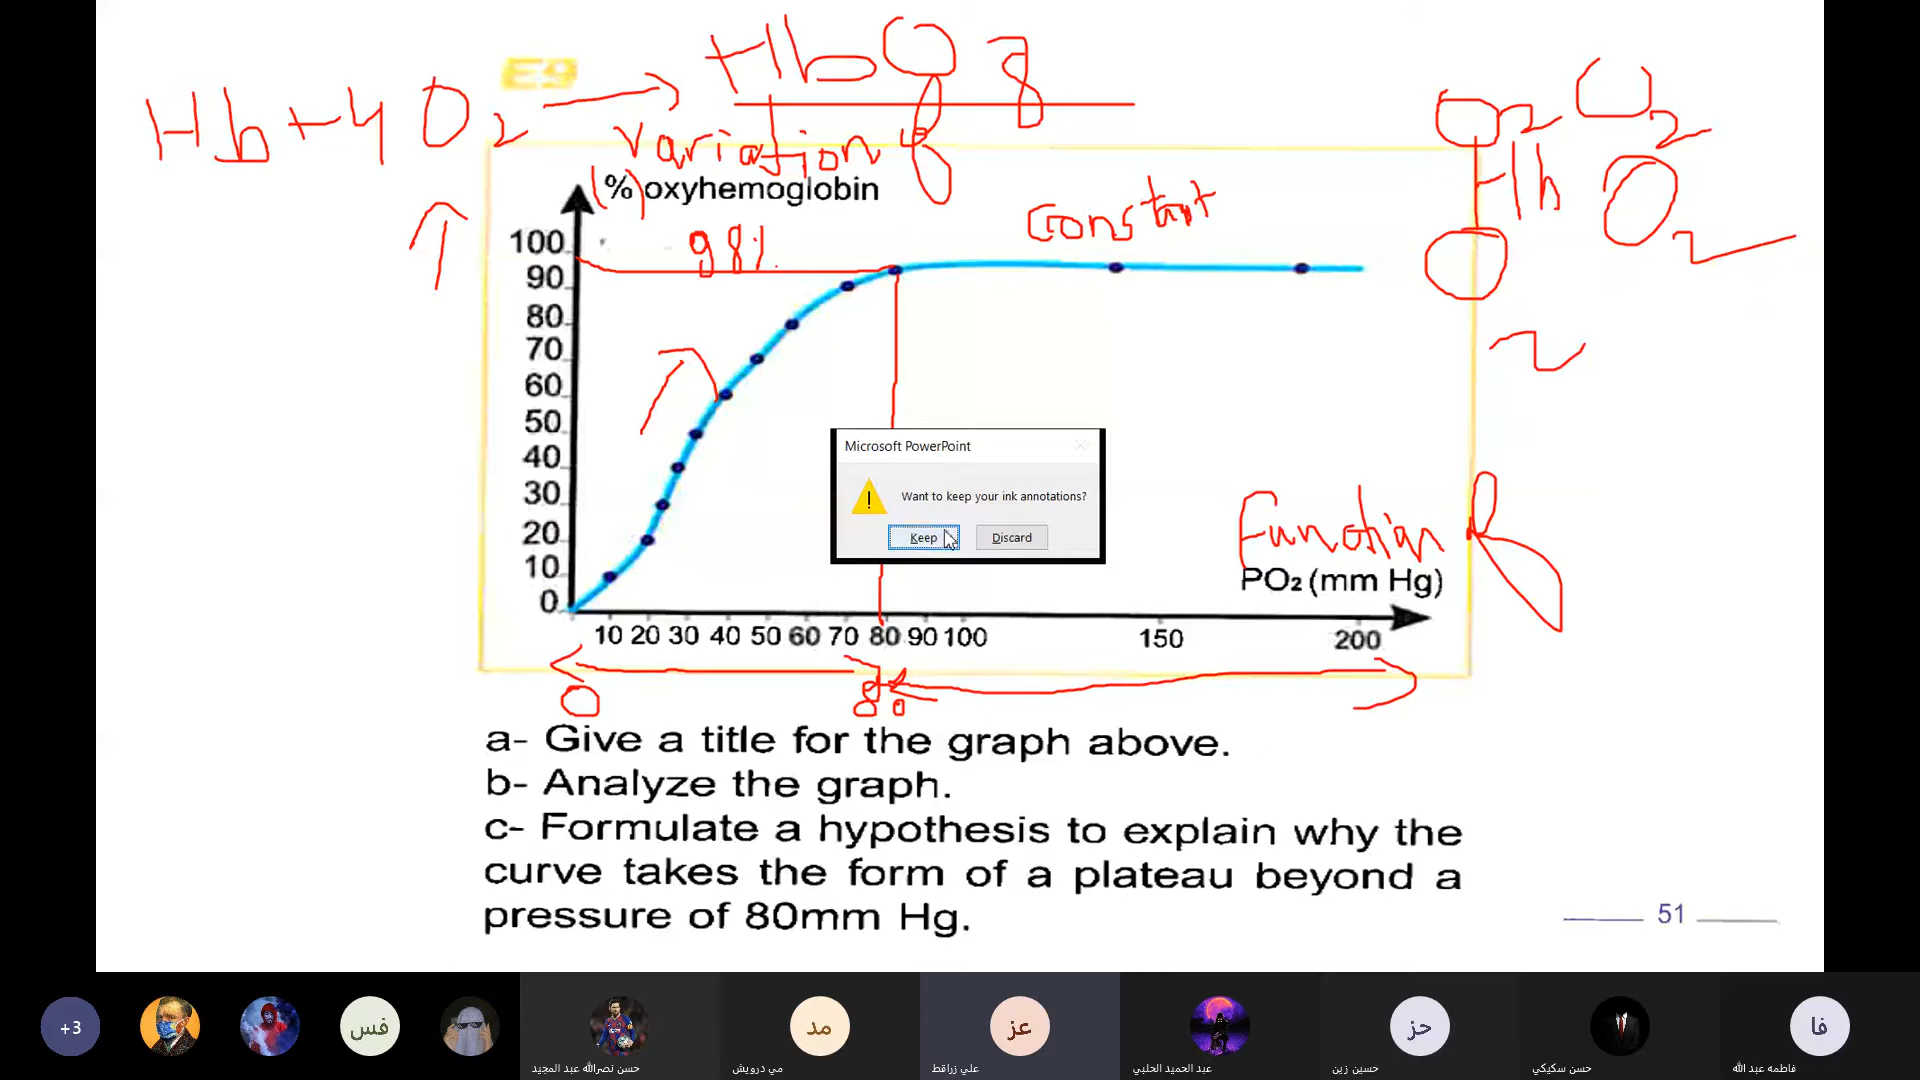 HbO8
E9
Hb+4O2
O2 O2
variation of
Hb O2
(%) oxyhemoglobin
constant
98%
100
90
80
70
60
50
40
30
20
10
0
Microsoft PowerPoint
Want to keep your ink annotations?
Keep Discard
Function of
PO₂ (mm Hg)
10 20 30 40 50 60 70 80 90 100 150 200
0 80
a- Give a title for the graph above.
b- Analyze the graph.
c- Formulate a hypothesis to explain why the
curve takes the form of a plateau beyond a
pressure of 80mm Hg.
51
+3 فس مد عز حز فا
حسن نصرالله عبد المجيد
مي درويش
علي زراقط
عبد الحميد الحلبي
حسين زين
حسن سكيكي
فاطمه عبد الله